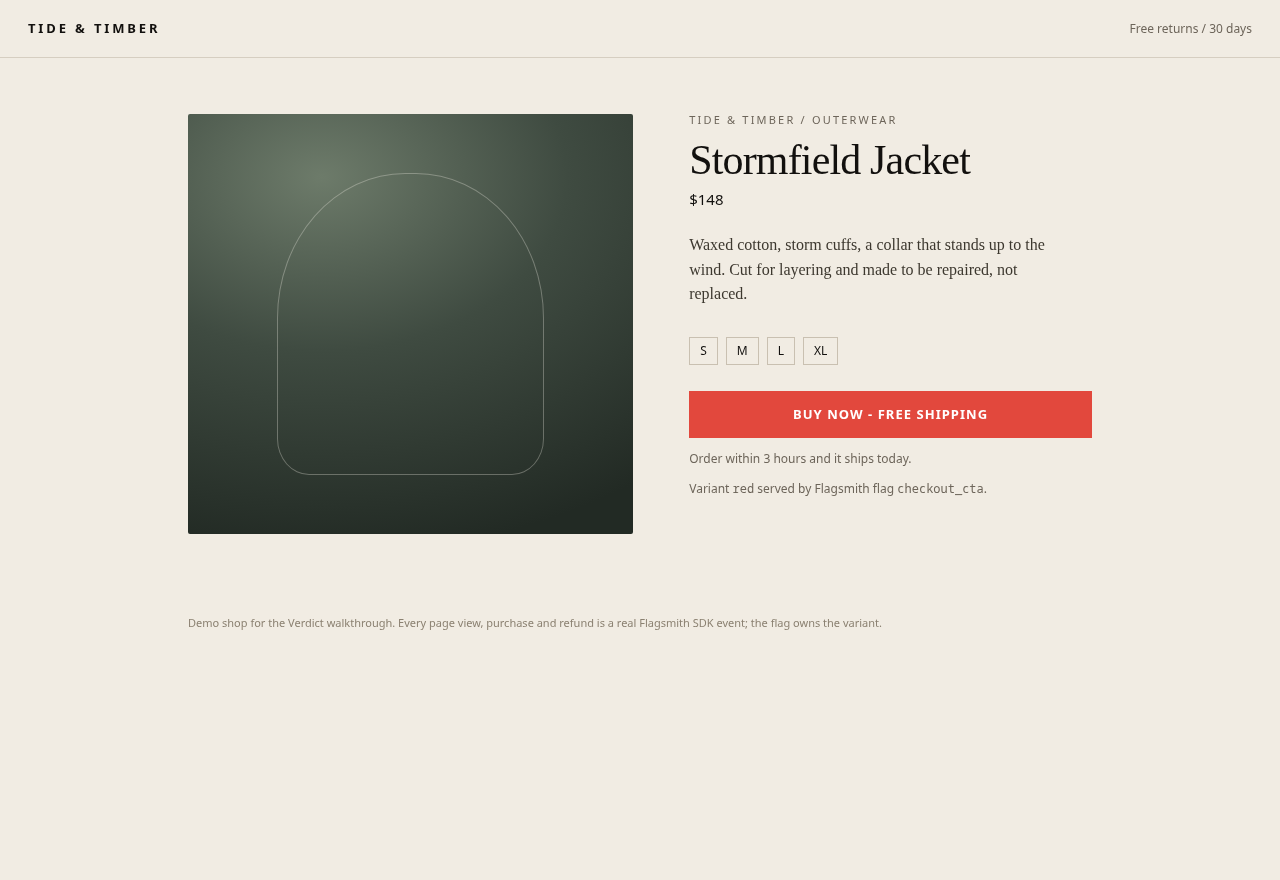 TIDE & TIMBER
Free returns / 30 days
TIDE & TIMBER / OUTERWEAR
Stormfield Jacket
$148
Waxed cotton, storm cuffs, a collar that stands up to the
wind. Cut for layering and made to be repaired, not
replaced.
S M L XL
BUY NOW - FREE SHIPPING
Order within 3 hours and it ships today.
Variant red served by Flagsmith flag checkout_cta.
Demo shop for the Verdict walkthrough. Every page view, purchase and refund is a real Flagsmith SDK event; the flag owns the variant.